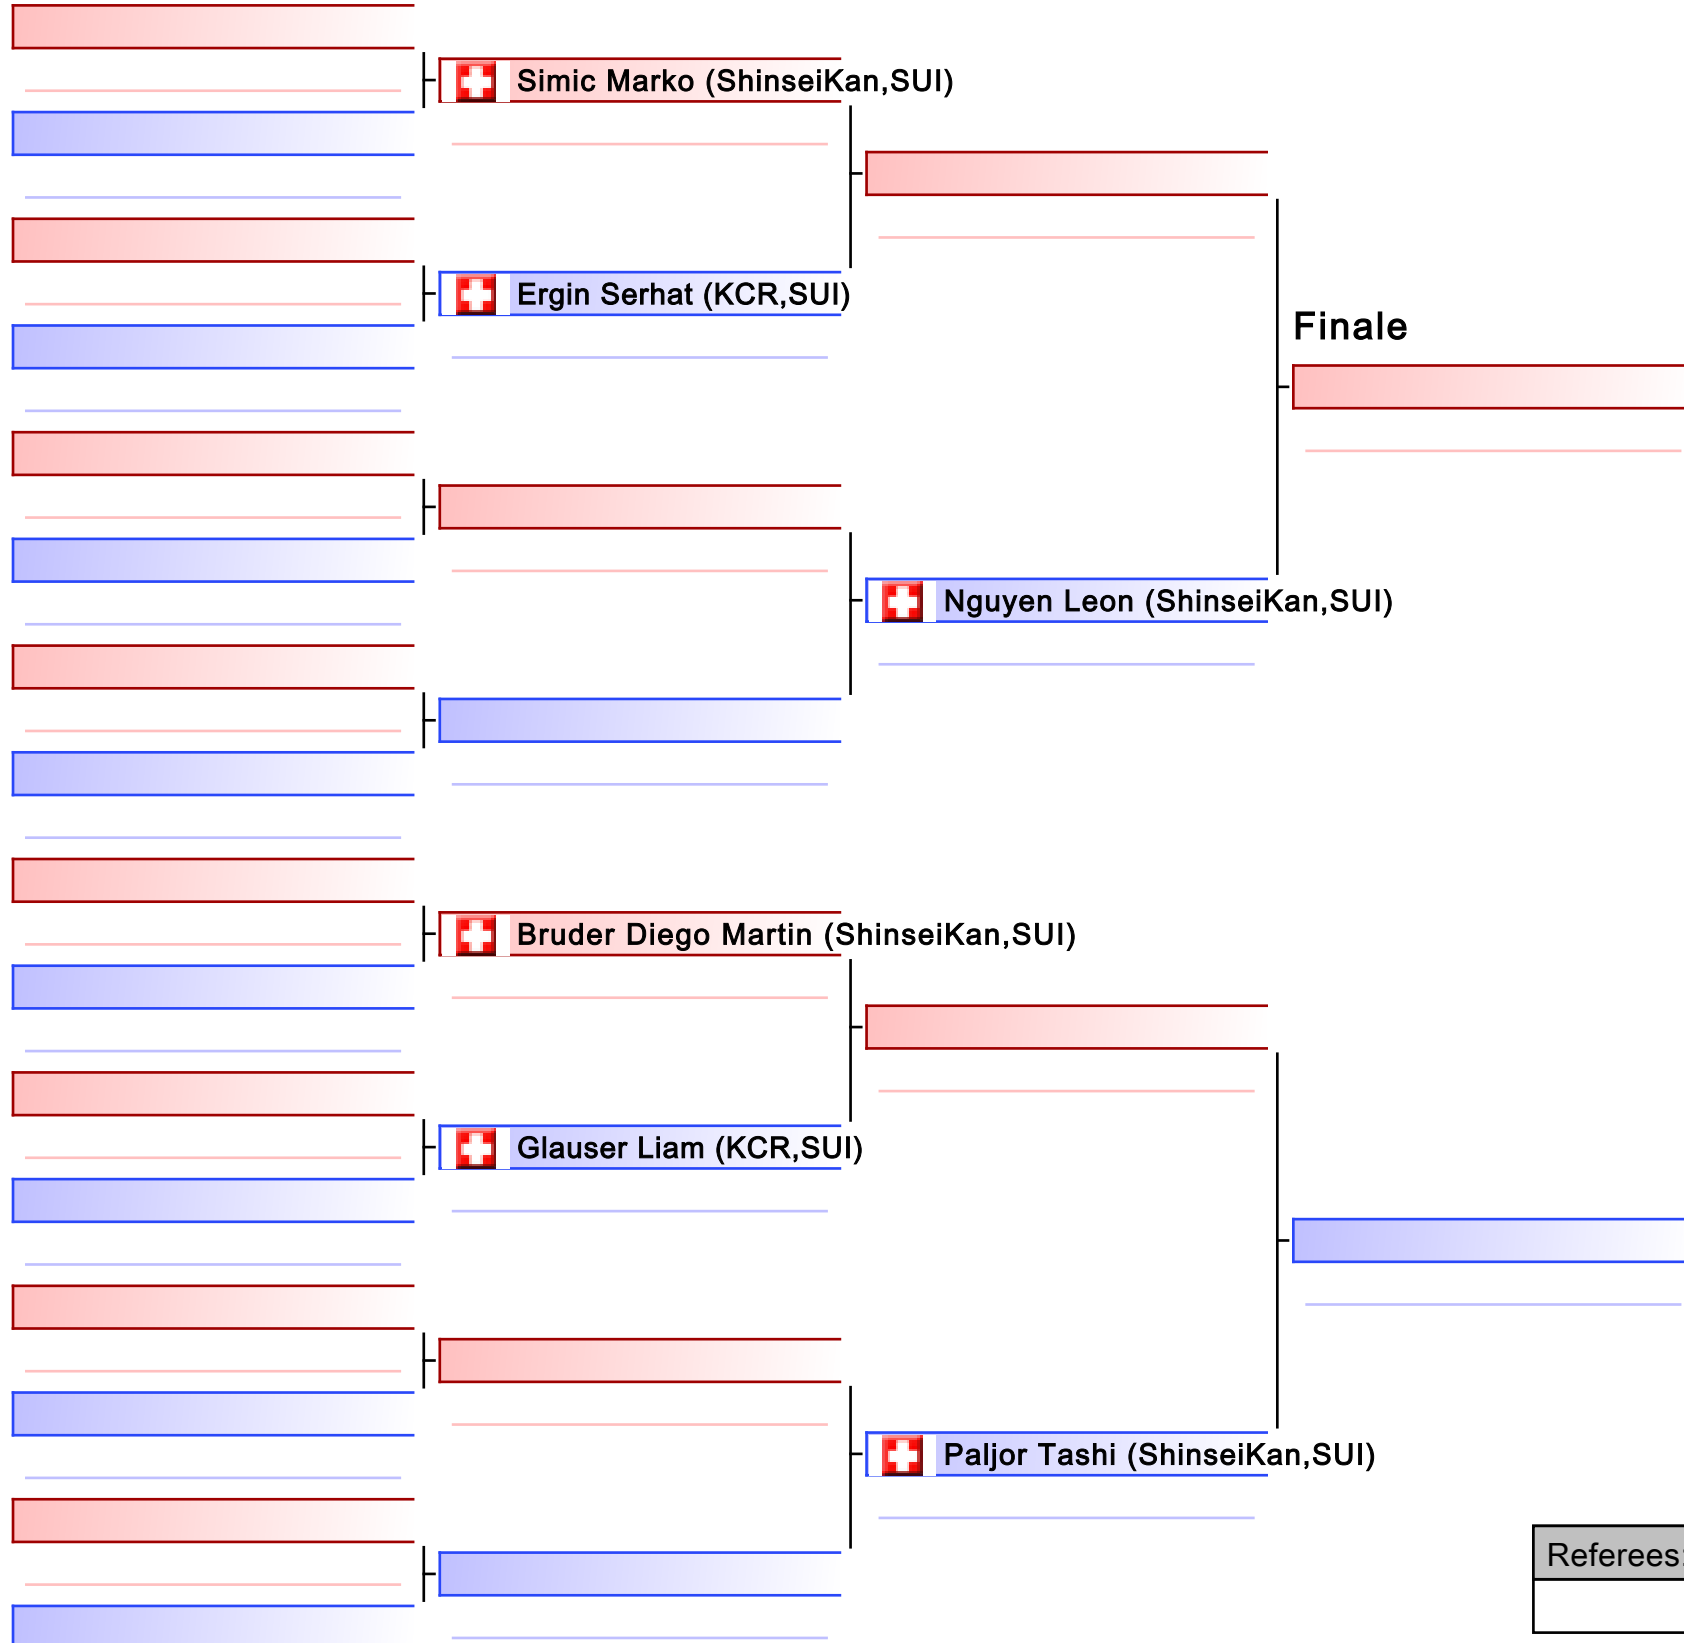 Simic Marko (ShinseiKan,SUI)
Ergin Serhat (KCR,SUI)
Finale
Nguyen Leon (ShinseiKan,SUI)
Bruder Diego Martin (ShinseiKan,SUI)
Glauser Liam (KCR,SUI)
Paljor Tashi (ShinseiKan,SUI)
Referees: